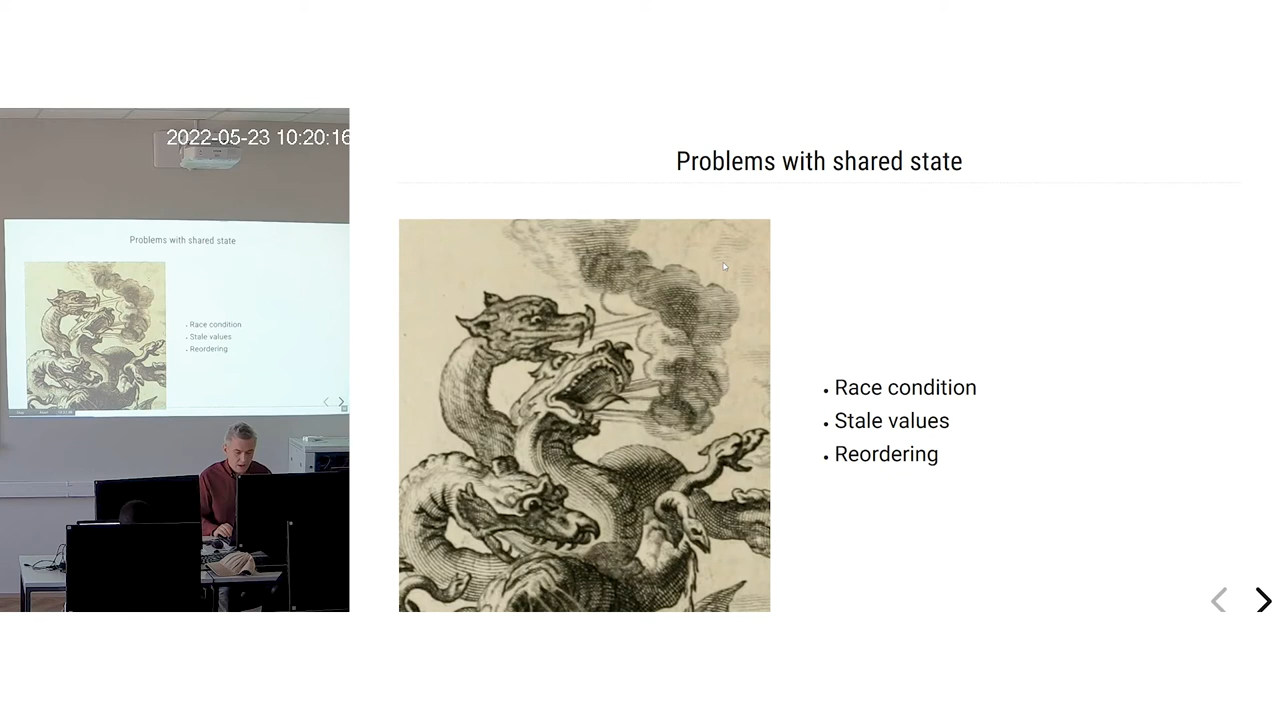 2022-05-23 10:20:16
Problems with shared state
Race condition
Stale values
Reordering
Problems with shared state
• Race condition
• Stale values
• Reordering